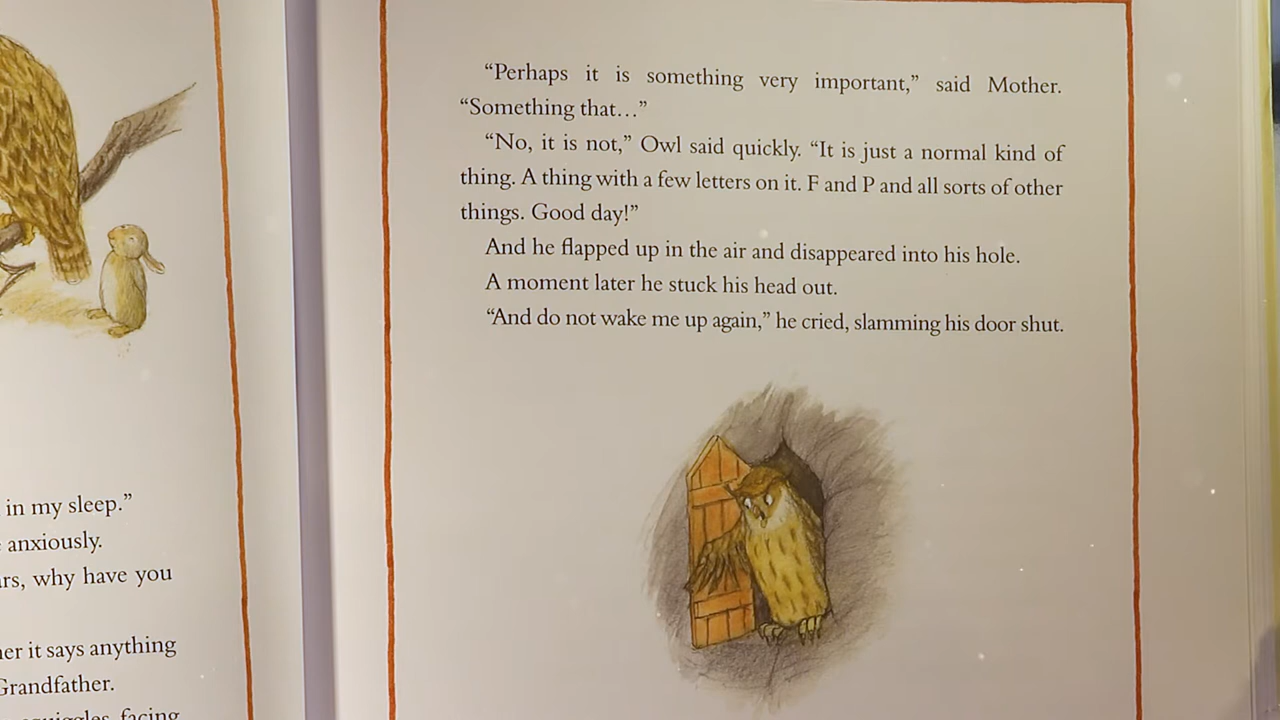 in my sleep.”
anxiously.
why have you
it says anything
Grandfather.
facing
“Perhaps it is something very important,” said Mother.
“Something that…”
“No, it is not,” Owl said quickly. “It is just a normal kind of
thing. A thing with a few letters on it. F and P and all sorts of other
things. Good day!”
And he flapped up in the air and disappeared into his hole.
A moment later he stuck his head out.
“And do not wake me up again,” he cried, slamming his door shut.